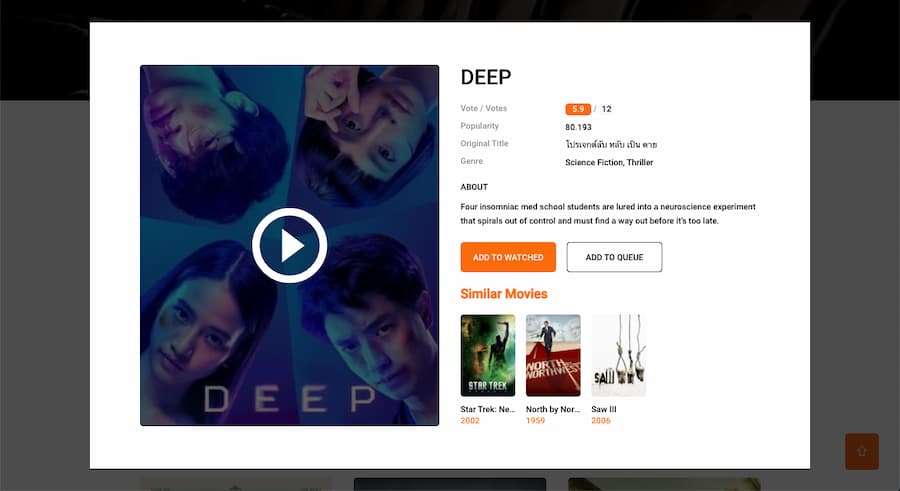 DEEP
Vote / Votes 5.9 / 12
Popularity 80.193
Original Title โปรเจกต์ลับ หลับ เป็น ตาย
Genre Science Fiction, Thriller
ABOUT
Four insomniac med school students are lured into a neuroscience experiment
that spirals out of control and must find a way out before it's too late.
ADD TO WATCHED ADD TO QUEUE
Similar Movies
STAR TREK
NORTH
NORTHWEST
SAW
Star Trek: Ne... North by Nor... Saw III
2002 1959 2006
DEEP